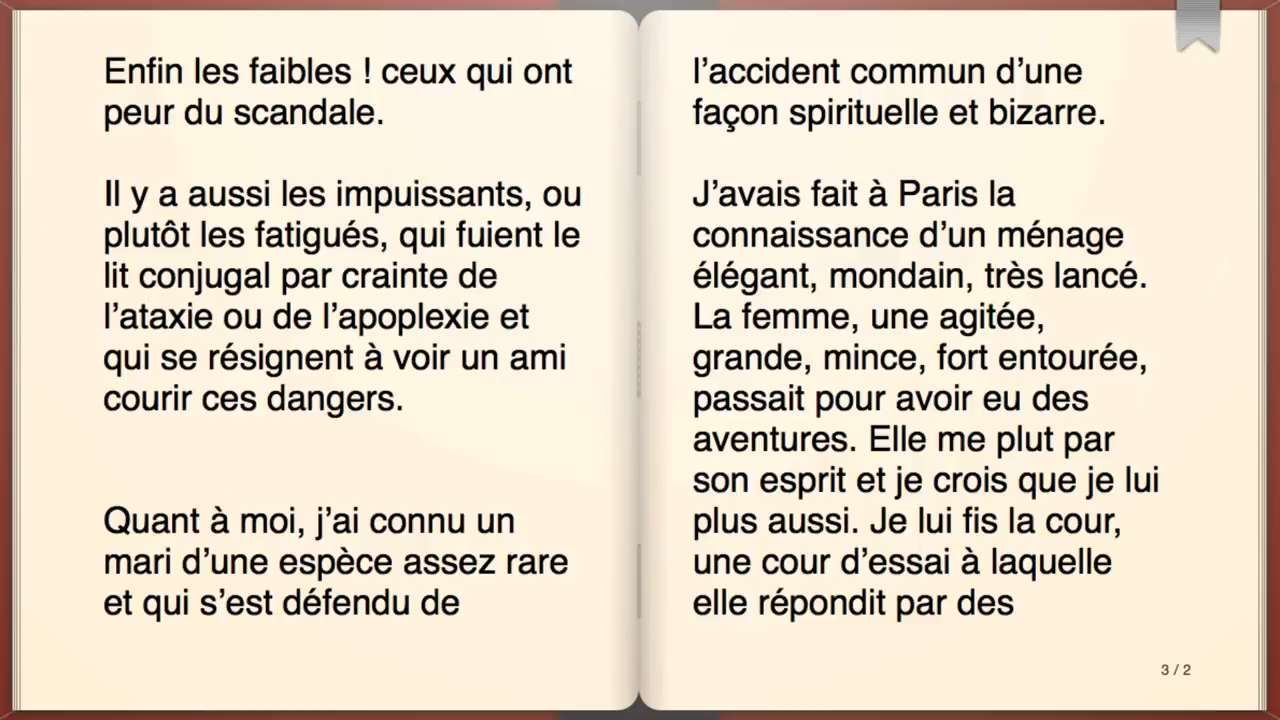 Enfin les faibles ! ceux qui ont
peur du scandale.
Il y a aussi les impuissants, ou
plutôt les fatigués, qui fuient le
lit conjugal par crainte de
l’ataxie ou de l’apoplexie et
qui se résignent à voir un ami
courir ces dangers.
Quant à moi, j’ai connu un
mari d’une espèce assez rare
et qui s’est défendu de
l’accident commun d’une
façon spirituelle et bizarre.
J’avais fait à Paris la
connaissance d’un ménage
élégant, mondain, très lancé.
La femme, une agitée,
grande, mince, fort entourée,
passait pour avoir eu des
aventures. Elle me plut par
son esprit et je crois que je lui
plus aussi. Je lui fis la cour,
une cour d’essai à laquelle
elle répondit par des
3 / 2